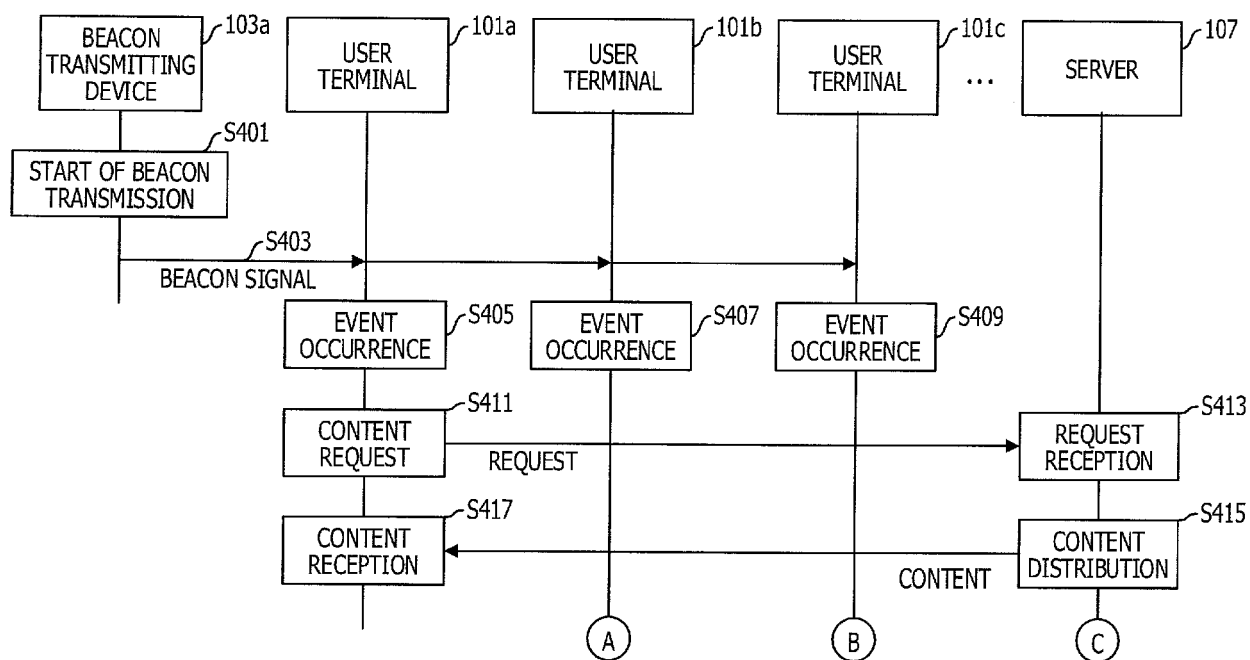 103a
BEACON
TRANSMITTING
DEVICE
101a
USER
TERMINAL
101b
USER
TERMINAL
101c
USER
TERMINAL
...
107
SERVER
S401
START OF BEACON
TRANSMISSION
S403
BEACON SIGNAL
S405
EVENT
OCCURRENCE
S407
EVENT
OCCURRENCE
S409
EVENT
OCCURRENCE
S411
CONTENT
REQUEST
REQUEST
S413
REQUEST
RECEPTION
S417
CONTENT
RECEPTION
CONTENT
S415
CONTENT
DISTRIBUTION
A
B
C